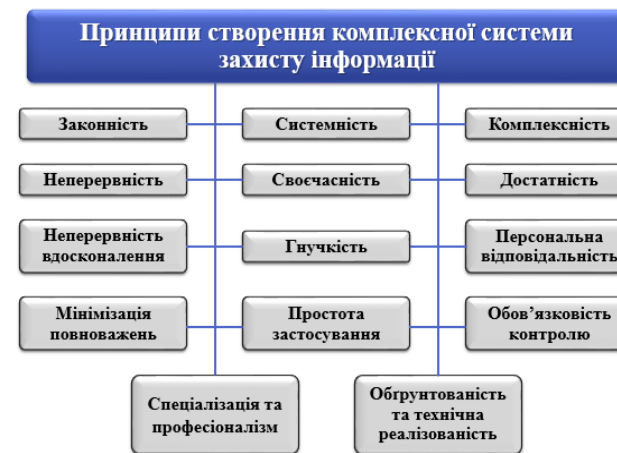 Принципи створення комплексної системи
захисту інформації
Законність
Системність
Комплексність
Неперервність
Своєчасність
Достатність
Неперервність
вдосконалення
Гнучкість
Персональна
відповідальність
Мінімізація
повноважень
Простота
застосування
Обов’язковість
контролю
Спеціалізація та
професіоналізм
Обґрунтованість
та технічна
реалізованість